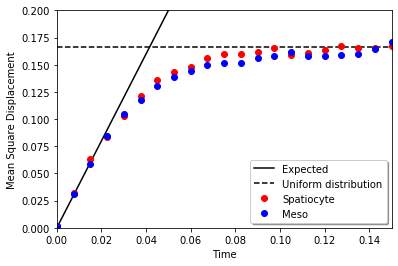 0.200
0.175
0.150
0.125
0.100
0.075
0.050
0.025
0.000
Mean Square Displacement
Expected
Uniform distribution
Spatiocyte
Meso
0.00 0.02 0.04 0.06 0.08 0.10 0.12 0.14
Time